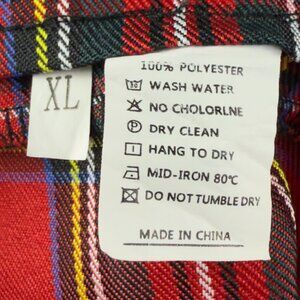 XL
100% POLYESTER
WASH WATER
NO CHOLORLNE
DRY CLEAN
HANG TO DRY
MID-IRON 80℃
DO NOT TUMBLE DRY
MADE IN CHINA